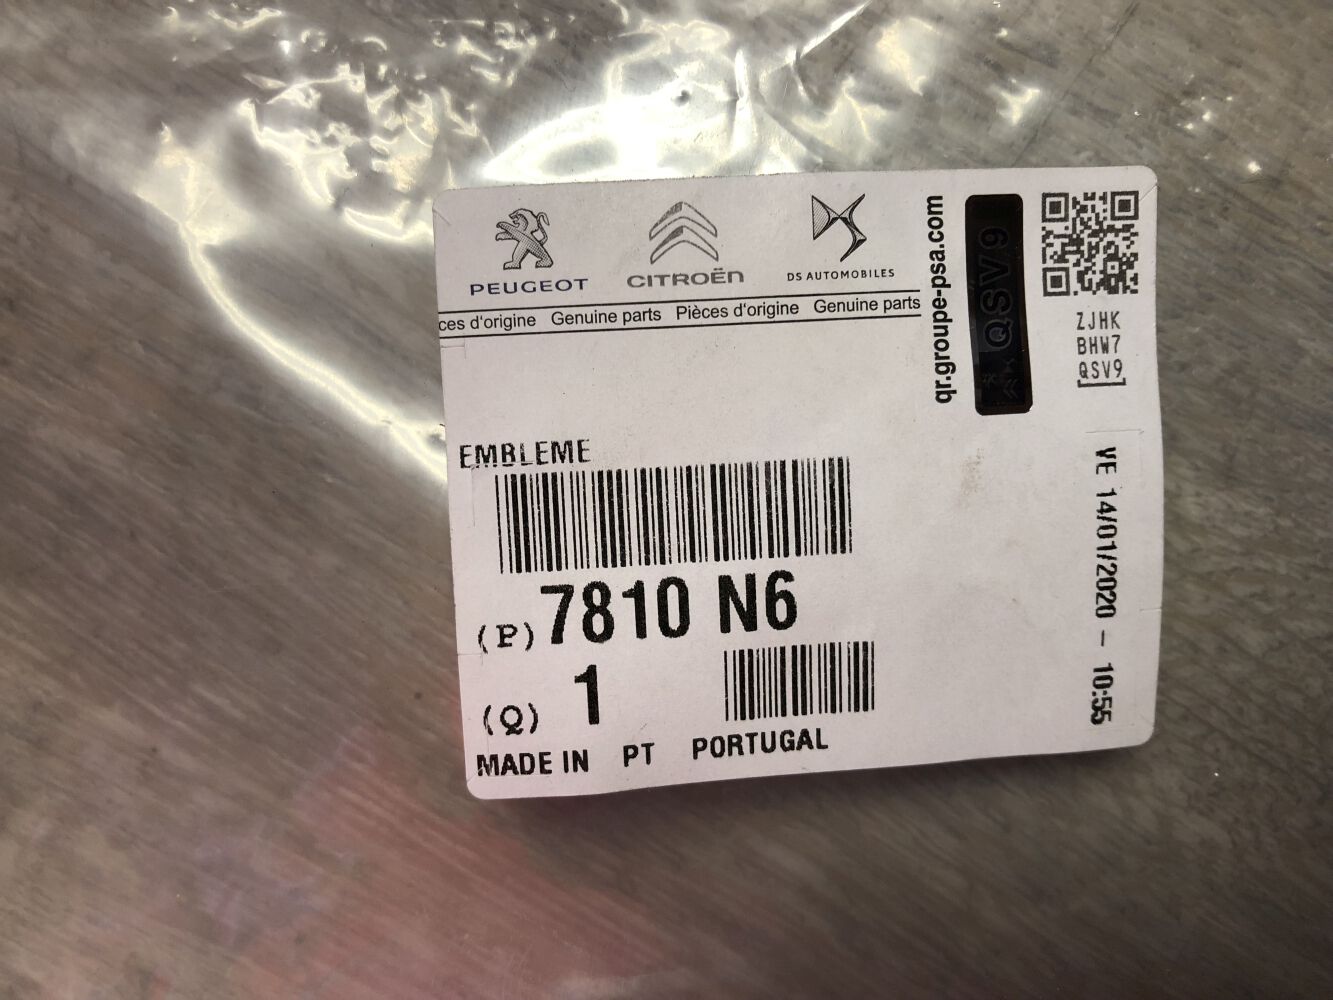 PEUGEOT
CITROËN
DS AUTOMOBILES
ces d'origine Genuine parts Pièces d'origine Genuine parts
qr.groupe-psa.com
QSV9
ZJHK
BHW7
QSV9
EMBLEME
(P) 7810 N6
(Q) 1
MADE IN PT PORTUGAL
VE 14/01/2020 - 10:55